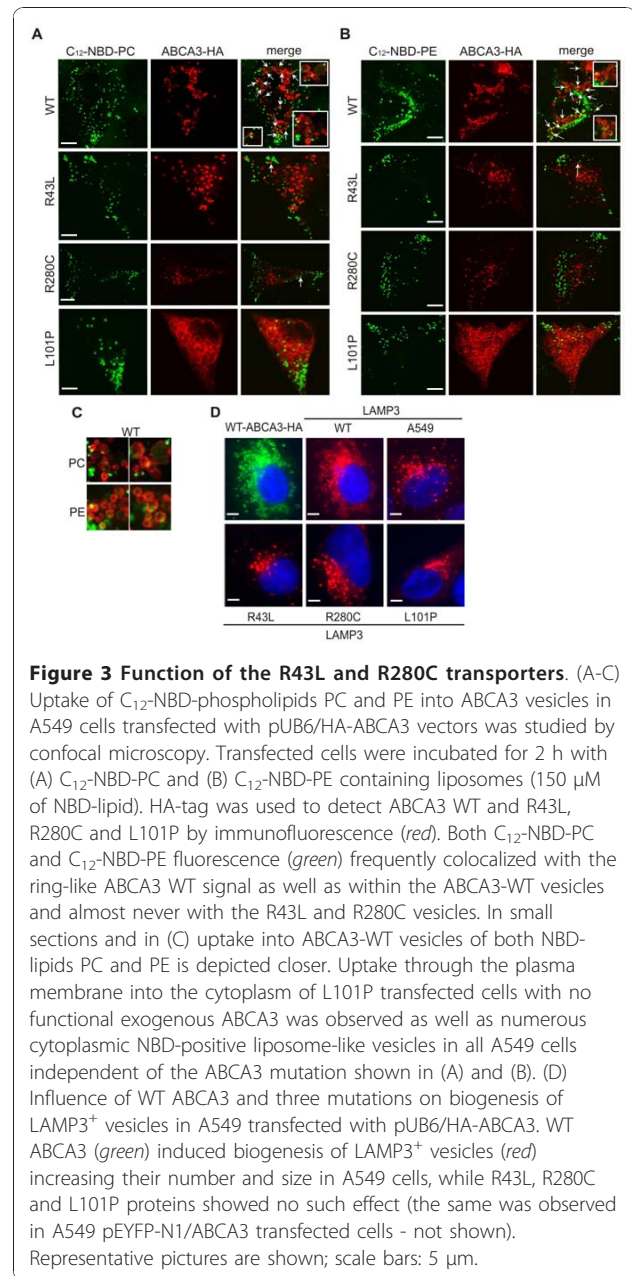 A
C₁₂-NBD-PC ABCA3-HA merge
WT
R43L
R280C
L101P
B
C₁₂-NBD-PE ABCA3-HA merge
WT
R43L
R280C
L101P
C
WT
PC
PE
D
LAMP3
WT-ABCA3-HA WT A549
R43L R280C L101P
LAMP3
Figure 3 Function of the R43L and R280C transporters. (A-C)
Uptake of C₁₂-NBD-phospholipids PC and PE into ABCA3 vesicles in
A549 cells transfected with pUB6/HA-ABCA3 vectors was studied by
confocal microscopy. Transfected cells were incubated for 2 h with
(A) C₁₂-NBD-PC and (B) C₁₂-NBD-PE containing liposomes (150 μM
of NBD-lipid). HA-tag was used to detect ABCA3 WT and R43L,
R280C and L101P by immunofluorescence (red). Both C₁₂-NBD-PC
and C₁₂-NBD-PE fluorescence (green) frequently colocalized with the
ring-like ABCA3 WT signal as well as within the ABCA3-WT vesicles
and almost never with the R43L and R280C vesicles. In small
sections and in (C) uptake into ABCA3-WT vesicles of both NBD-
lipids PC and PE is depicted closer. Uptake through the plasma
membrane into the cytoplasm of L101P transfected cells with no
functional exogenous ABCA3 was observed as well as numerous
cytoplasmic NBD-positive liposome-like vesicles in all A549 cells
independent of the ABCA3 mutation shown in (A) and (B). (D)
Influence of WT ABCA3 and three mutations on biogenesis of
LAMP3⁺ vesicles in A549 transfected with pUB6/HA-ABCA3. WT
ABCA3 (green) induced biogenesis of LAMP3⁺ vesicles (red)
increasing their number and size in A549 cells, while R43L, R280C
and L101P proteins showed no such effect (the same was observed
in A549 pEYFP-N1/ABCA3 transfected cells - not shown).
Representative pictures are shown; scale bars: 5 μm.